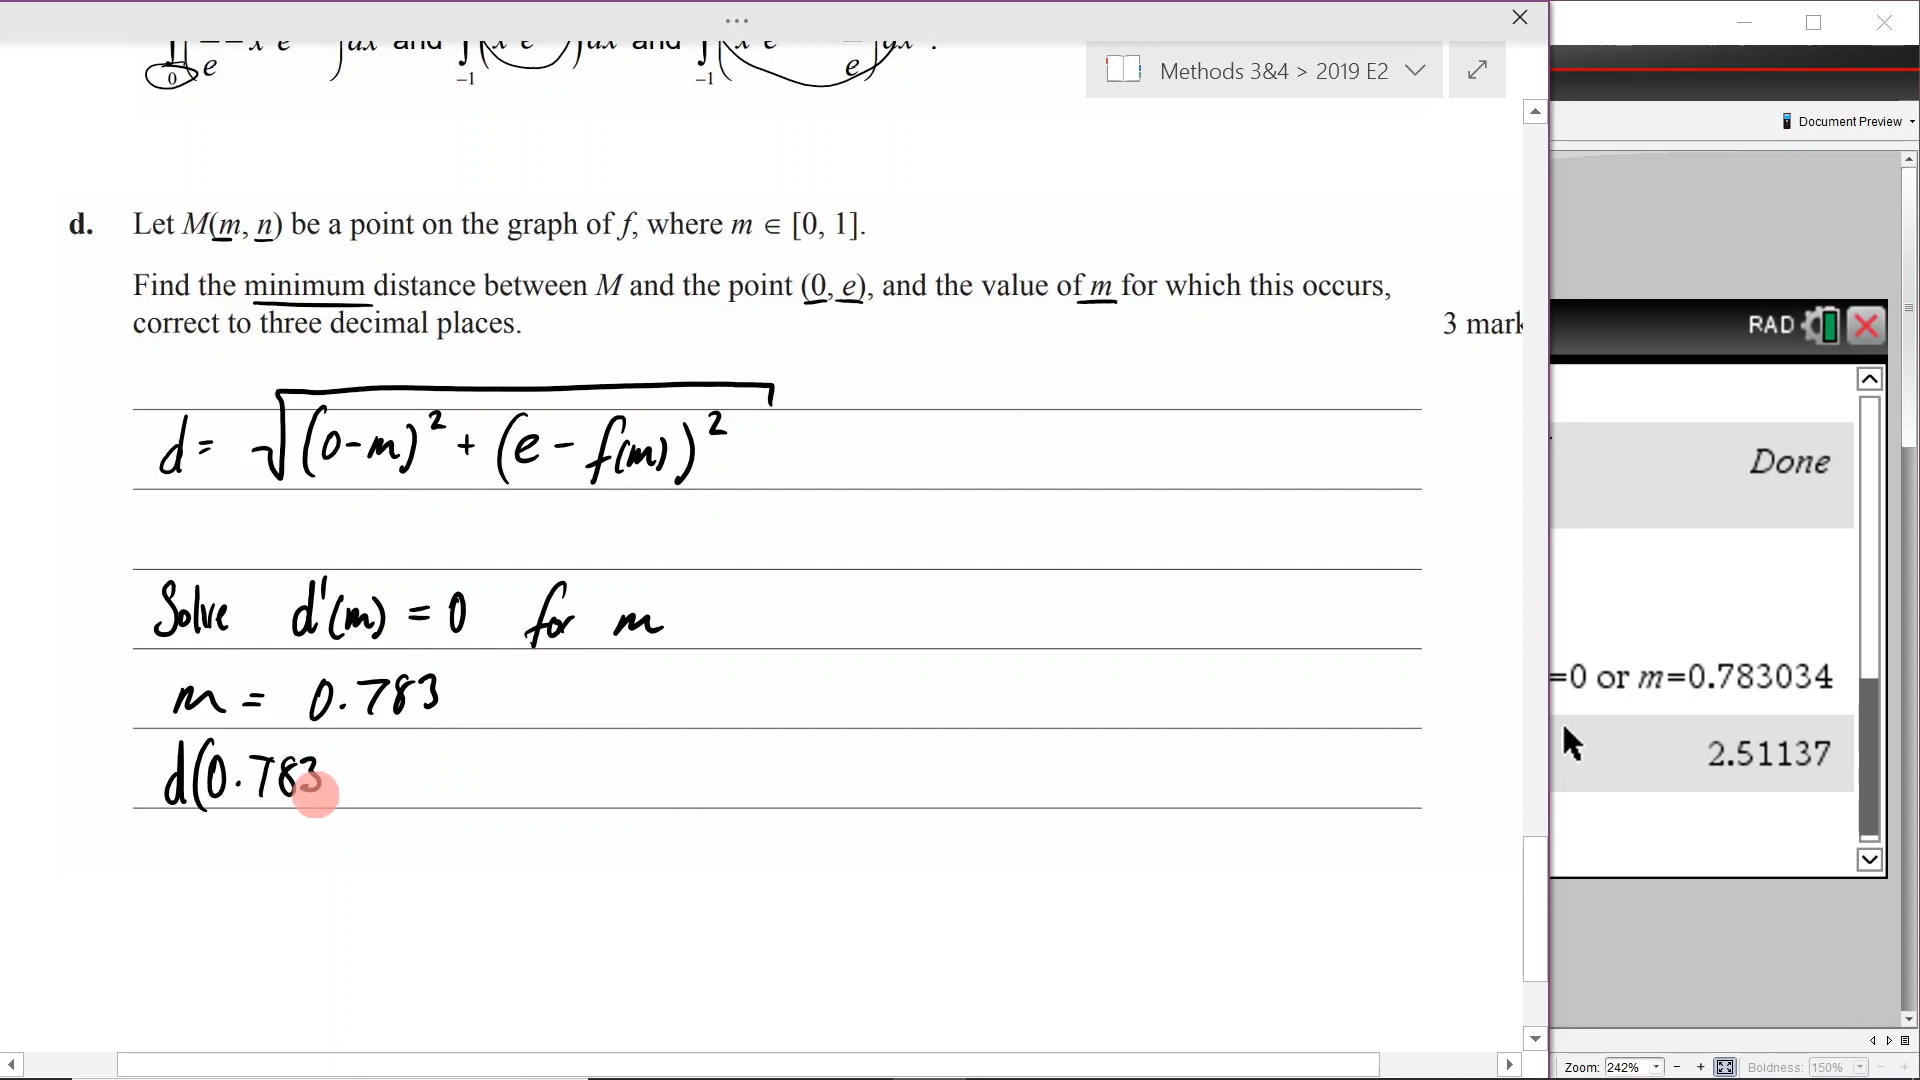 Methods 3&4 > 2019 E2
Document Preview
d. Let M(m, n) be a point on the graph of f, where m ∈ [0, 1].
Find the minimum distance between M and the point (0, e), and the value of m for which this occurs,
correct to three decimal places.
3 mark
d = √(0-m)² + (e - f(m))²
Solve d'(m) = 0 for m
m = 0.783
d(0.783
RAD
Done
=0 or m=0.783034
2.51137
Zoom: 242%
Boldness: 150%